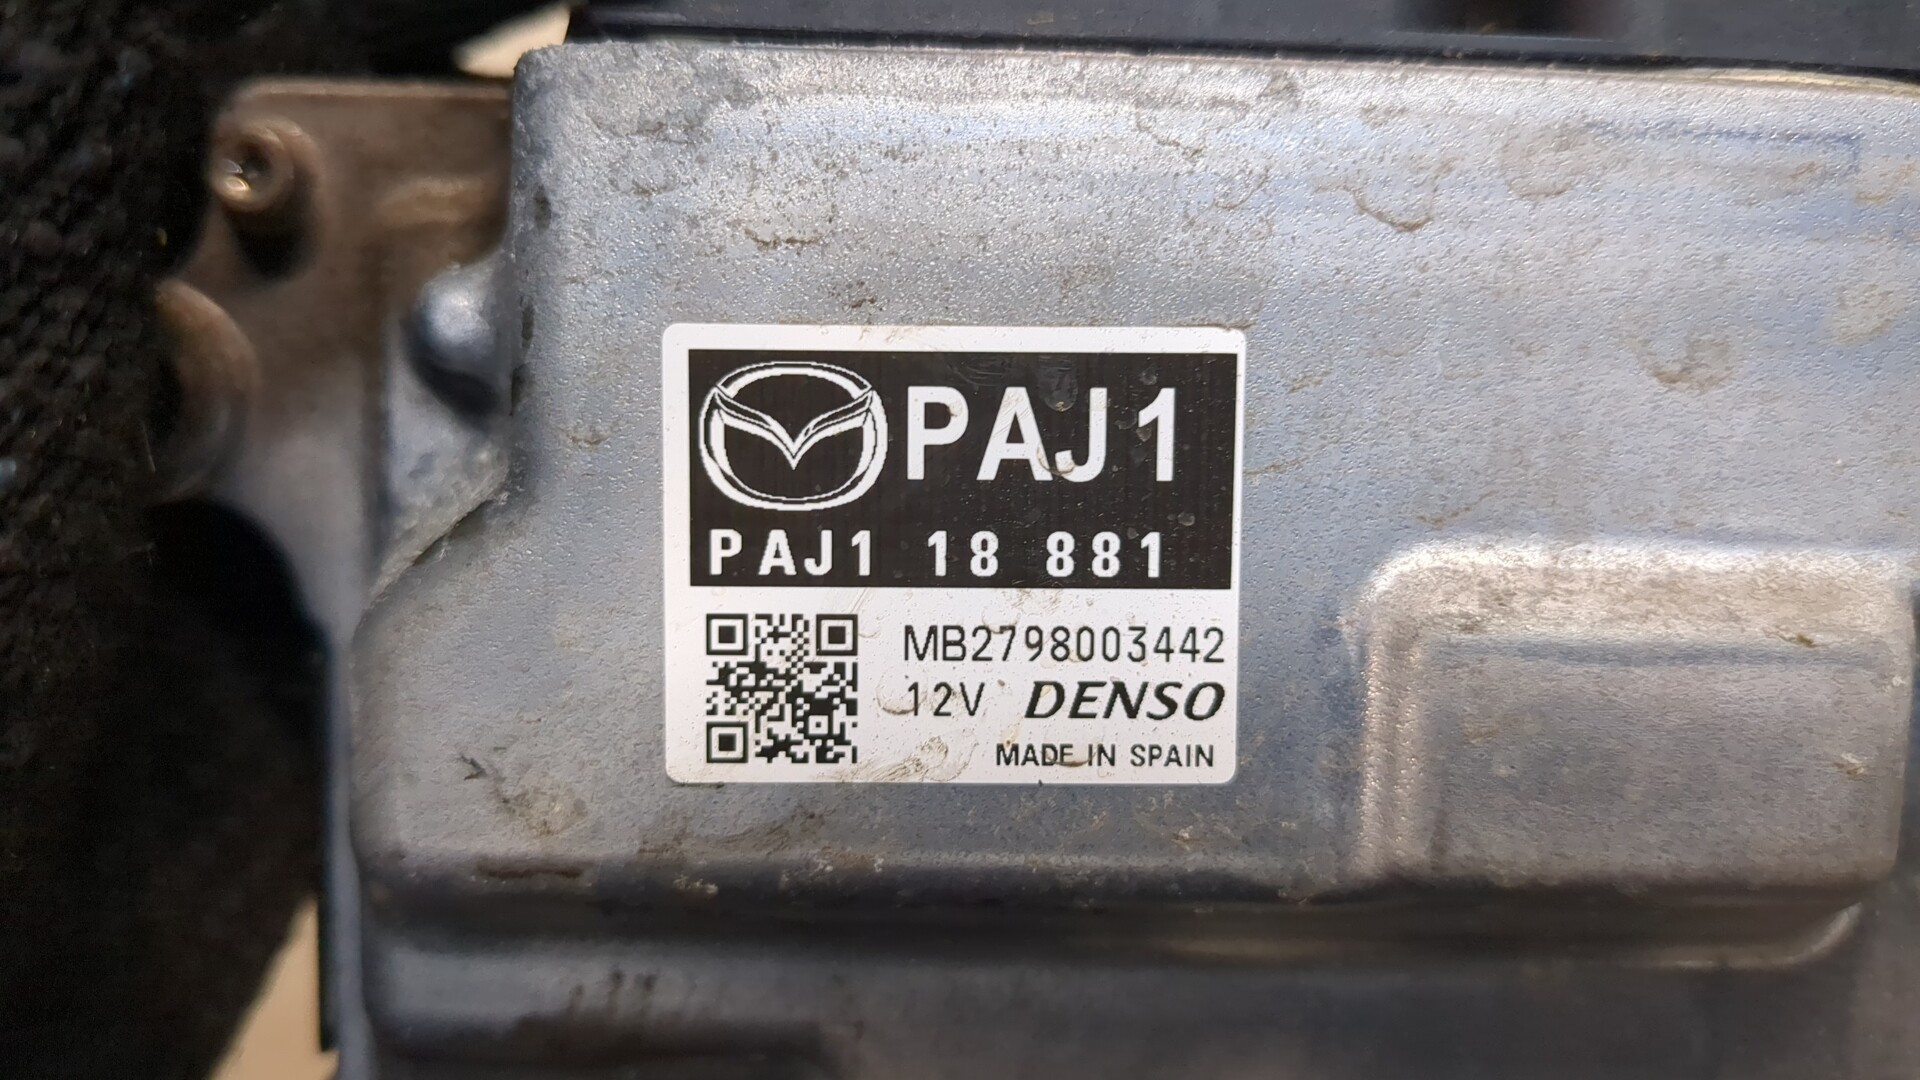 PAJ1
PAJ1 18 881
MB2798003442
12V DENSO
MADE IN SPAIN